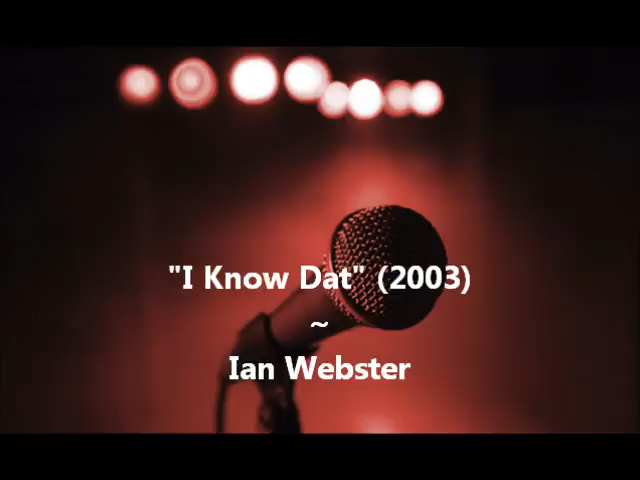 "I Know Dat" (2003)
~
Ian Webster